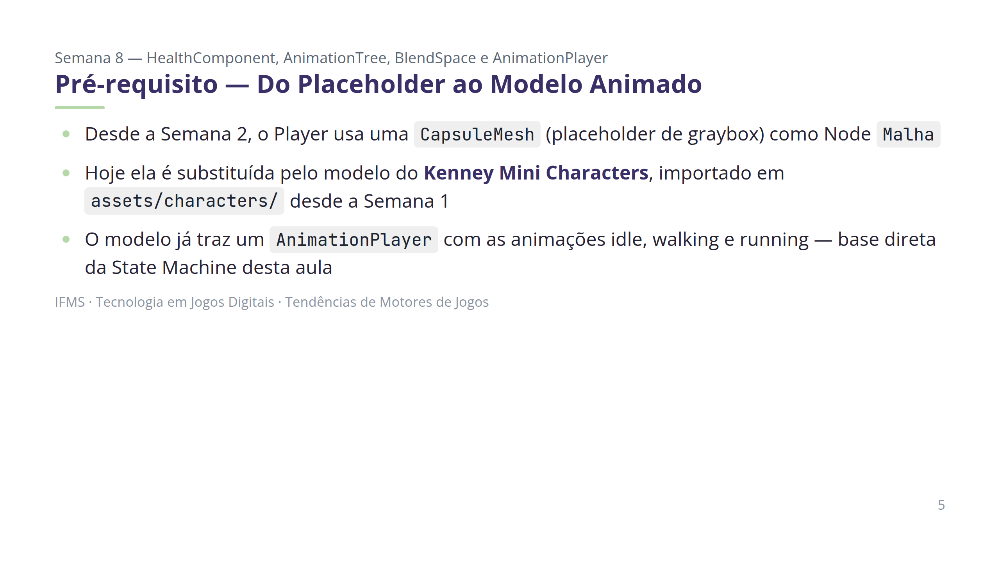 Semana 8 — HealthComponent, AnimationTree, BlendSpace e AnimationPlayer
Pré-requisito — Do Placeholder ao Modelo Animado
Desde a Semana 2, o Player usa uma CapsuleMesh (placeholder de graybox) como Node Malha
Hoje ela é substituída pelo modelo do Kenney Mini Characters, importado em
assets/characters/ desde a Semana 1
O modelo já traz um AnimationPlayer com as animações idle, walking e running — base direta
da State Machine desta aula
IFMS · Tecnologia em Jogos Digitais · Tendências de Motores de Jogos
5